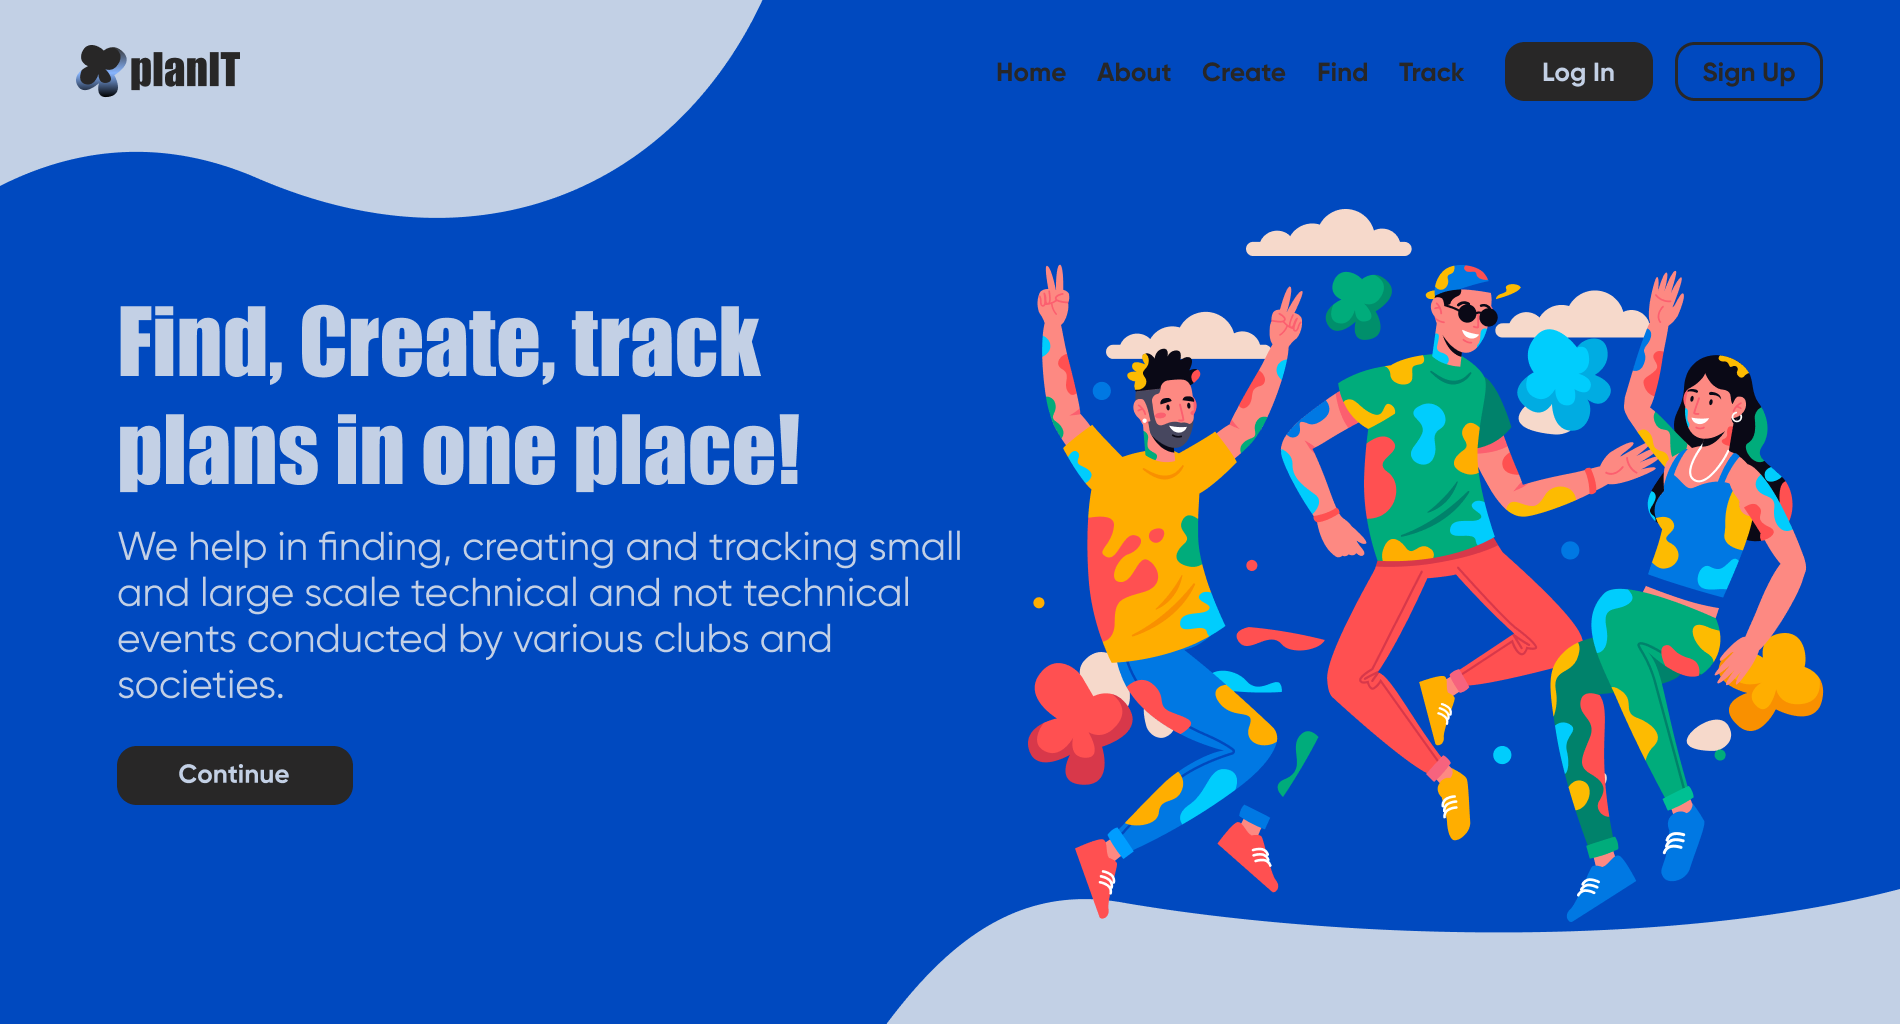 planIT
Home About Create Find Track Log In Sign Up
Find, Create, track
plans in one place!
We help in finding, creating and tracking small
and large scale technical and not technical
events conducted by various clubs and
societies.
Continue